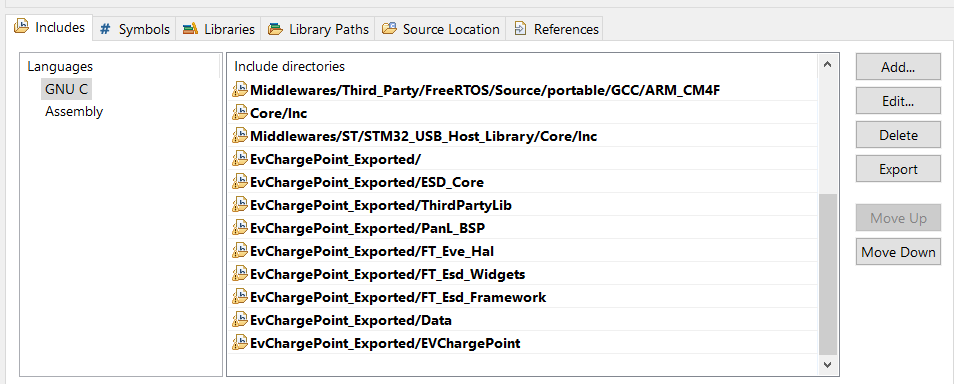 Includes
# Symbols
Libraries
Library Paths
Source Location
References
Languages
GNU C
Assembly
Include directories
Middlewares/Third_Party/FreeRTOS/Source/portable/GCC/ARM_CM4F
Core/Inc
Middlewares/ST/STM32_USB_Host_Library/Core/Inc
EvChargePoint_Exported/
EvChargePoint_Exported/ESD_Core
EvChargePoint_Exported/ThirdPartyLib
EvChargePoint_Exported/PanL_BSP
EvChargePoint_Exported/FT_Eve_Hal
EvChargePoint_Exported/FT_Esd_Widgets
EvChargePoint_Exported/FT_Esd_Framework
EvChargePoint_Exported/Data
EvChargePoint_Exported/EVChargePoint
Add...
Edit...
Delete
Export
Move Up
Move Down